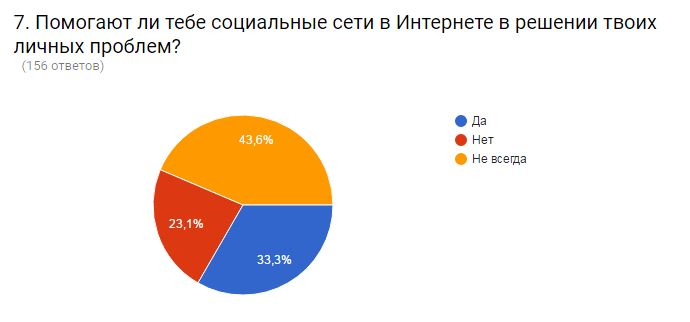 7. Помогают ли тебе социальные сети в Интернете в решении твоих
личных проблем?
(156 ответов)
43,6%
23,1%
33,3%
Да
Нет
Не всегда